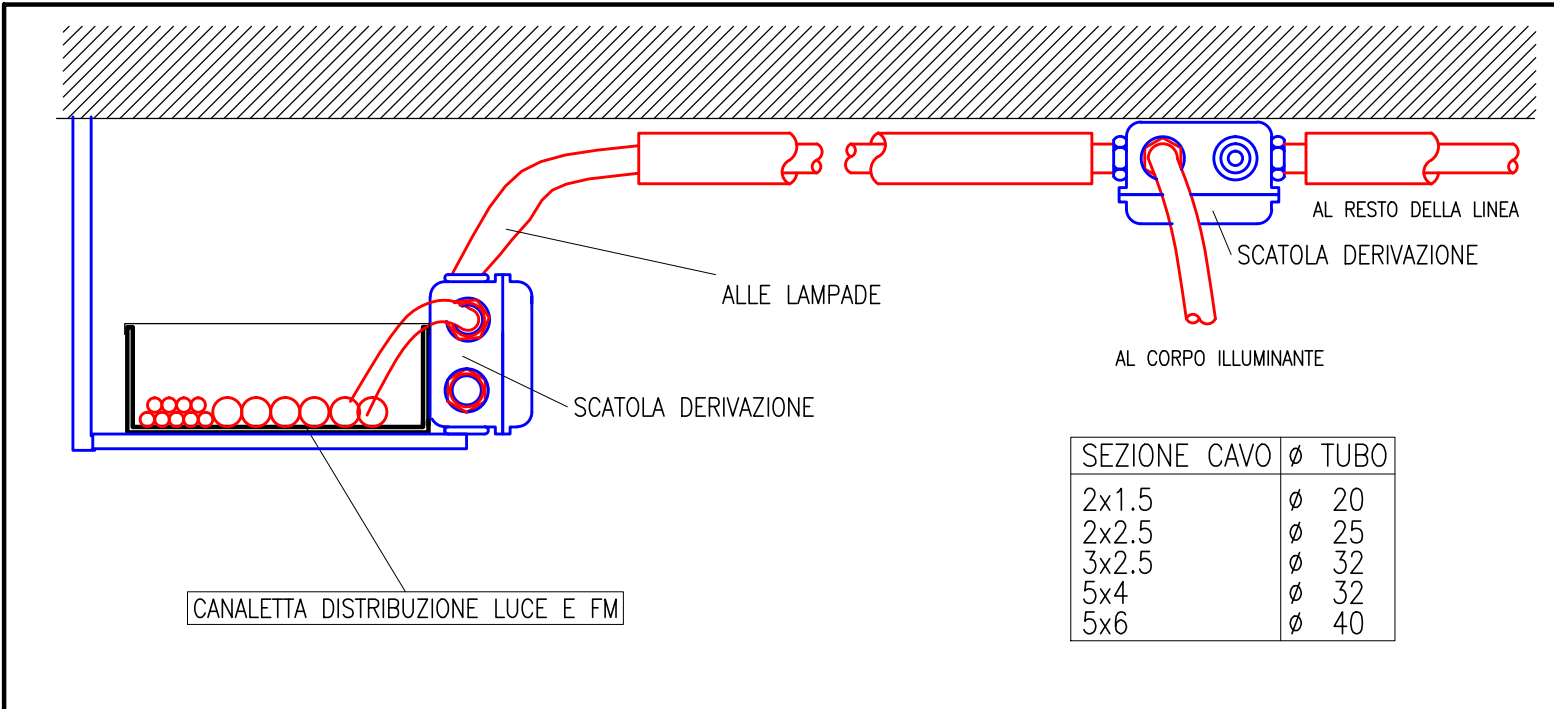 AL RESTO DELLA LINEA
SCATOLA DERIVAZIONE
ALLE LAMPADE
AL CORPO ILLUMINANTE
SCATOLA DERIVAZIONE
CANALETTA DISTRIBUZIONE LUCE E FM
SEZIONE CAVO ø TUBO
2x1.5 ø 20
2x2.5 ø 25
3x2.5 ø 32
5x4 ø 32
5x6 ø 40